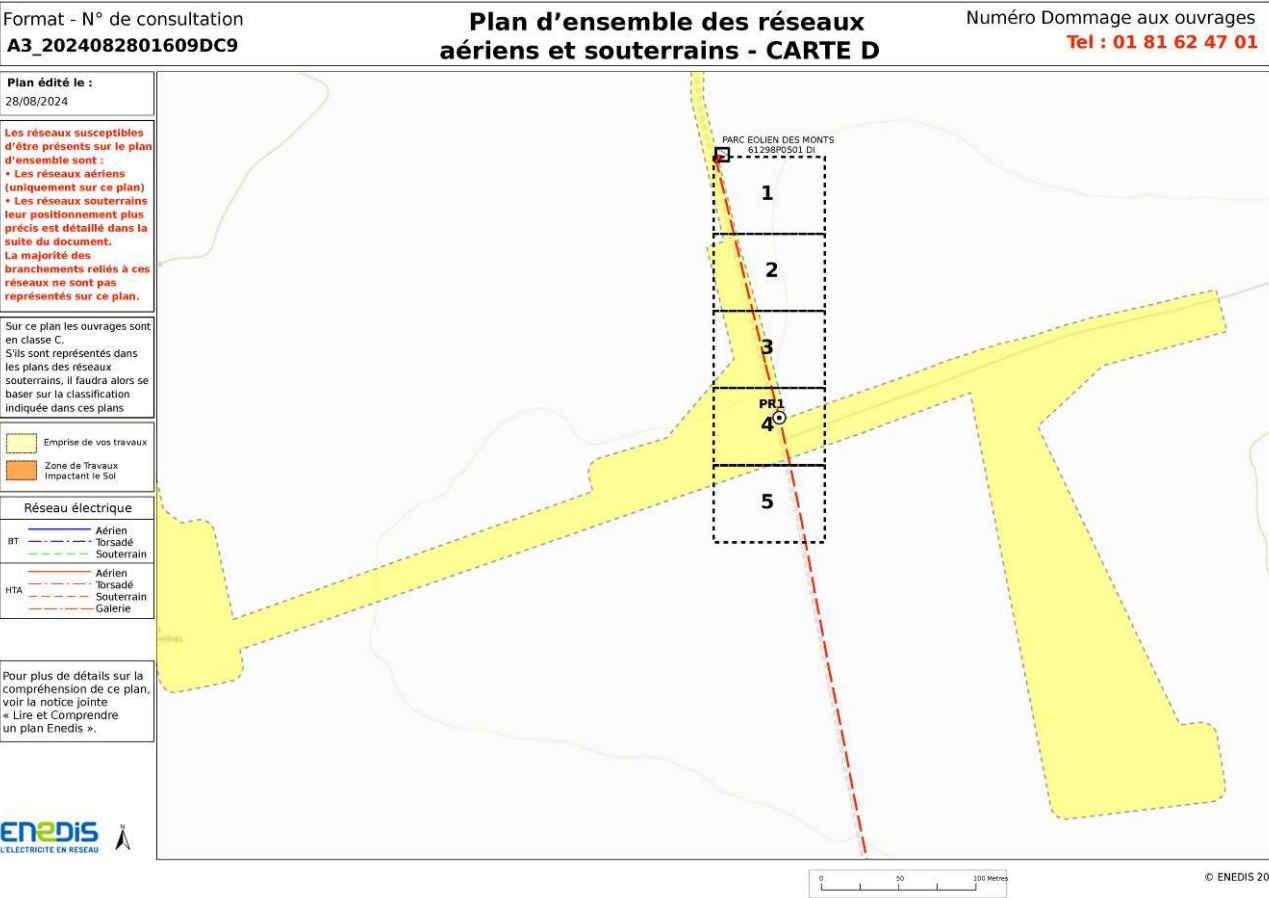 Format - N° de consultation
A3_2024082801609DC9
Plan d’ensemble des réseaux
aériens et souterrains - CARTE D
Numéro Dommage aux ouvrages
Tel : 01 81 62 47 01
Plan édité le :
28/08/2024
Les réseaux susceptibles
d’être présents sur le plan
d’ensemble sont :
• Les réseaux aériens
(uniquement sur ce plan)
• Les réseaux souterrains
leur positionnement plus
précis est détaillé dans la
suite du document.
La majorité des
branchements reliés à ces
réseaux ne sont pas
représentés sur ce plan.
Sur ce plan les ouvrages sont
en classe C.
S'ils sont représentés dans
les plans des réseaux
souterrains, il faudra alors se
baser sur la classification
indiquée dans ces plans
Emprise de vos travaux
Zone de Travaux
Impactant le Sol
Réseau électrique
BT
Aérien
Torsadé
Souterrain
HTA
Aérien
Torsadé
Souterrain
Galerie
Pour plus de détails sur la
compréhension de ce plan,
voir la notice jointe
« Lire et Comprendre
un plan Enedis ».
ENEDIS
L'ELECTRICITE EN RESEAU
N
PARC EOLIEN DES MONTS
61298P0501 DI
1
2
3
PR1
4
5
0 50 100 Mètres
© ENEDIS 20